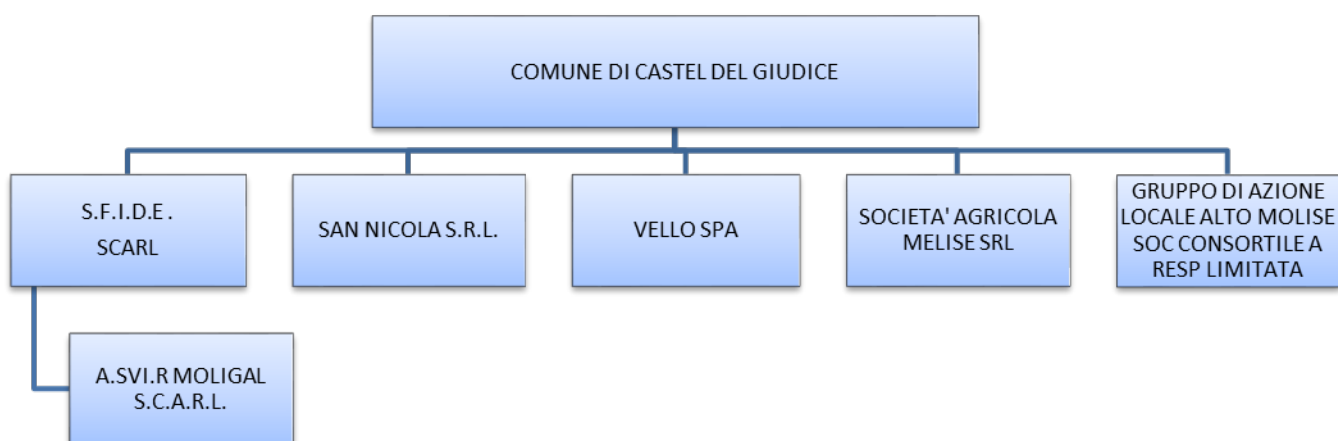 COMUNE DI CASTEL DEL GIUDICE
S.F.I.D.E .
SCARL
SAN NICOLA S.R.L.
VELLO SPA
SOCIETA' AGRICOLA
MELISE SRL
GRUPPO DI AZIONE
LOCALE ALTO MOLISE
SOC CONSORTILE A
RESP LIMITATA
A.SVI.R MOLIGAL
S.C.A.R.L.